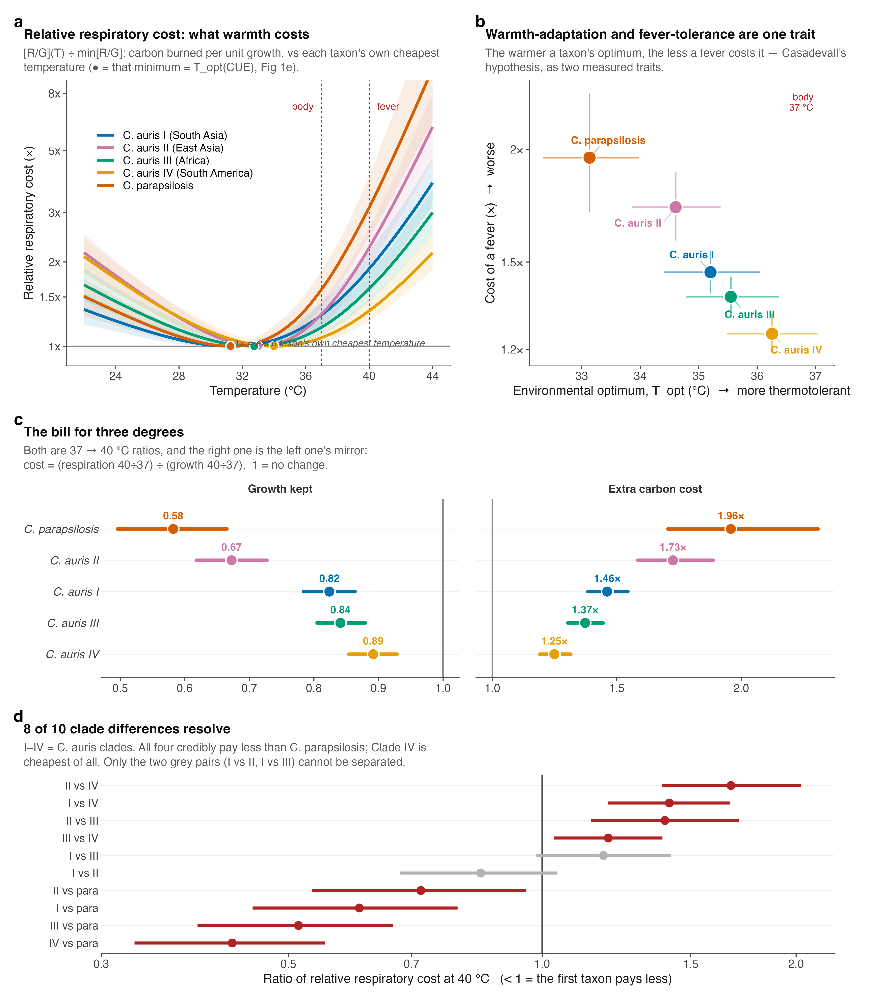 a
Relative respiratory cost: what warmth costs
[R/G](T) ÷ min[R/G]: carbon burned per unit growth, vs each taxon's own cheapest
temperature (● = that minimum = T_opt(CUE), Fig 1e).
8x
5x
3x
2x
1.5x
1x
Relative respiratory cost (×)
body
fever
C. auris I (South Asia)
C. auris II (East Asia)
C. auris III (Africa)
C. auris IV (South America)
C. parapsilosis
1x = each taxon's own cheapest temperature
24 28 32 36 40 44
Temperature (°C)
b
Warmth-adaptation and fever-tolerance are one trait
The warmer a taxon's optimum, the less a fever costs it — Casadevall's
hypothesis, as two measured traits.
2×
1.5×
1.2×
Cost of a fever (×) → worse
body
37 °C
C. parapsilosis
C. auris II
C. auris I
C. auris III
C. auris IV
33 34 35 36 37
Environmental optimum, T_opt (°C) → more thermotolerant
c
The bill for three degrees
Both are 37 → 40 °C ratios, and the right one is the left one's mirror:
cost = (respiration 40÷37) ÷ (growth 40÷37). 1 = no change.
Growth kept
Extra carbon cost
C. parapsilosis
0.58
1.96×
C. auris II
0.67
1.73×
C. auris I
0.82
1.46×
C. auris III
0.84
1.37×
C. auris IV
0.89
1.25×
0.5 0.6 0.7 0.8 0.9 1.0
1.0 1.5 2.0
d
8 of 10 clade differences resolve
I–IV = C. auris clades. All four credibly pay less than C. parapsilosis; Clade IV is
cheapest of all. Only the two grey pairs (I vs II, I vs III) cannot be separated.
II vs IV
I vs IV
II vs III
III vs IV
I vs III
I vs II
II vs para
I vs para
III vs para
IV vs para
0.3 0.5 0.7 1.0 1.5 2.0
Ratio of relative respiratory cost at 40 °C (< 1 = the first taxon pays less)